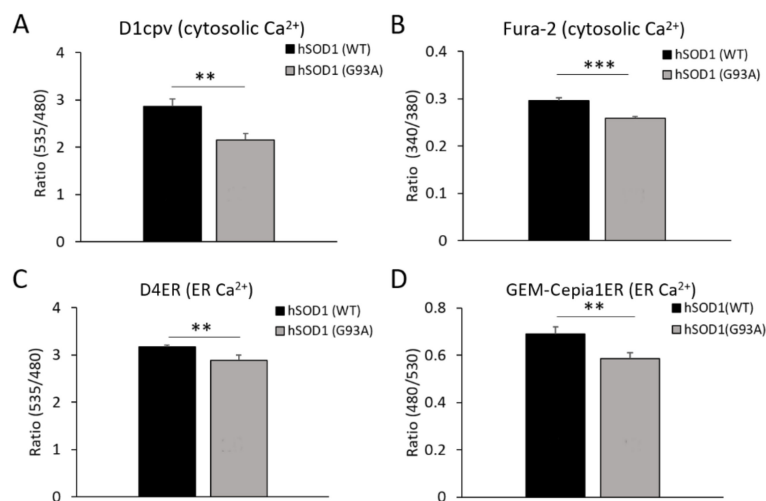 A
D1cpv (cytosolic Ca²⁺)
hSOD1 (WT)
hSOD1 (G93A)
**
Ratio (535/480)
3
2
1
0
B
Fura-2 (cytosolic Ca²⁺)
hSOD1 (WT)
hSOD1 (G93A)
***
Ratio (340/380)
0.4
0.3
0.2
0.1
0
C
D4ER (ER Ca²⁺)
hSOD1 (WT)
hSOD1 (G93A)
**
Ratio (535/480)
4
3
2
1
0
D
GEM-Cepia1ER (ER Ca²⁺)
hSOD1(WT)
hSOD1(G93A)
**
Ratio (480/530)
0.8
0.6
0.4
0.2
0.0